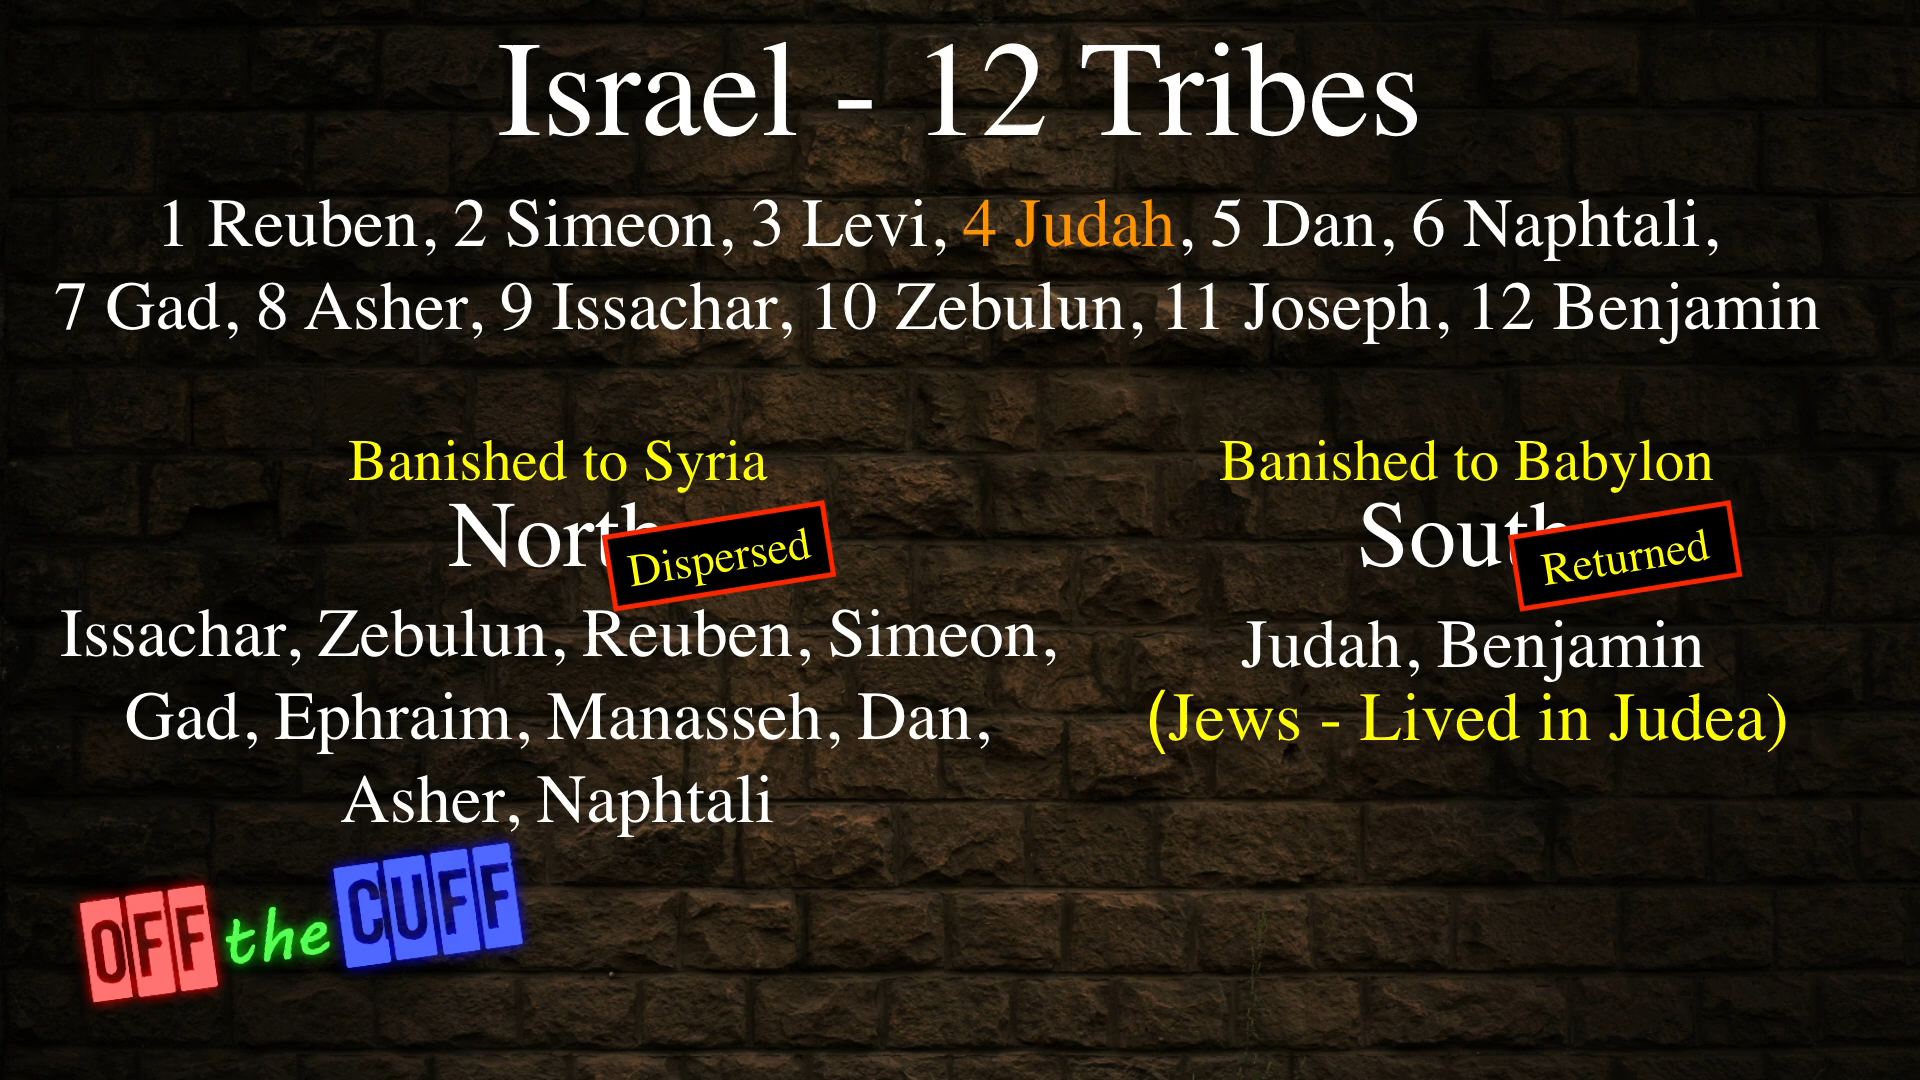 Israel - 12 Tribes
1 Reuben, 2 Simeon, 3 Levi, 4 Judah, 5 Dan, 6 Naphtali,
7 Gad, 8 Asher, 9 Issachar, 10 Zebulun, 11 Joseph, 12 Benjamin
Banished to Syria
North
Dispersed
Issachar, Zebulun, Reuben, Simeon,
Gad, Ephraim, Manasseh, Dan,
Asher, Naphtali
Banished to Babylon
South
Returned
Judah, Benjamin
(Jews - Lived in Judea)
OFF the CUFF